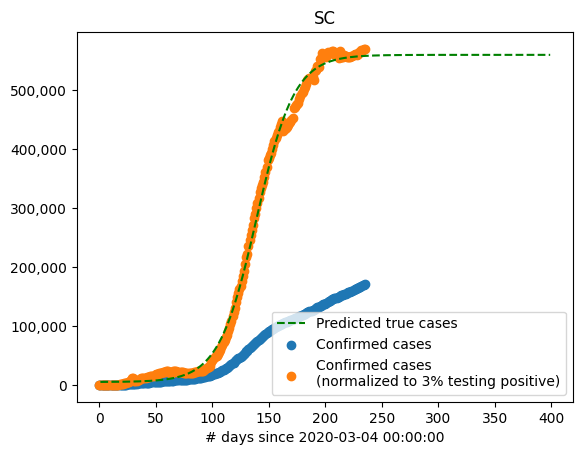 SC
500,000
400,000
300,000
200,000
100,000
0
Predicted true cases
Confirmed cases
Confirmed cases
(normalized to 3% testing positive)
0 50 100 150 200 250 300 350 400
# days since 2020-03-04 00:00:00